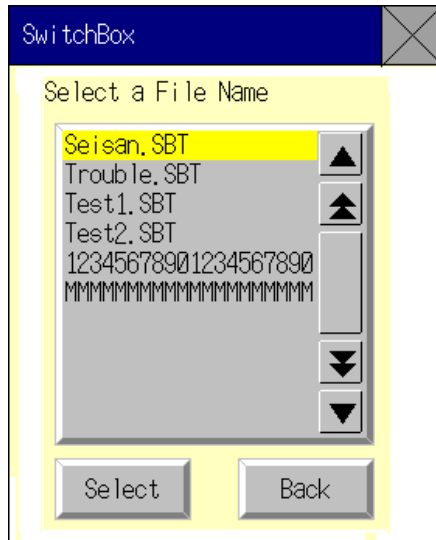 SwitchBox
Select a File Name
Seisan.SBT
Trouble.SBT
Test1.SBT
Test2.SBT
12345678901234567890
MMMMMMMMMMMMMMMMMMMM
Select
Back